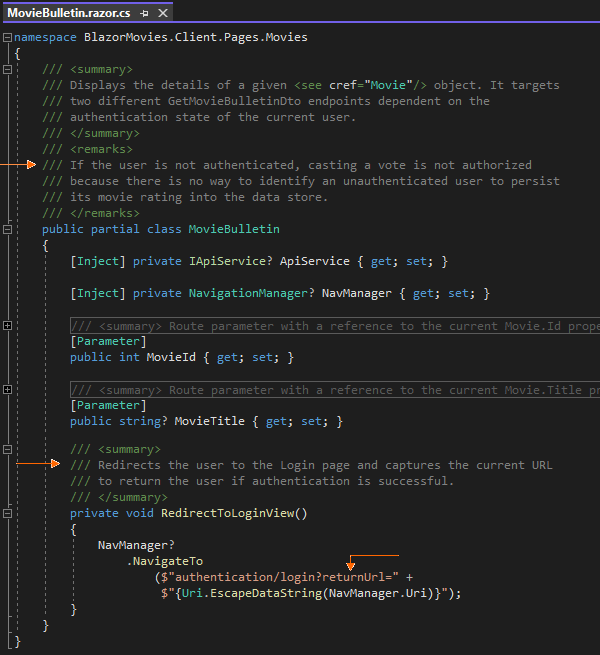 MovieBulletin.razor.cs
namespace BlazorMovies.Client.Pages.Movies
{
/// <summary>
/// Displays the details of a given <see cref="Movie"/> object. It targets
/// two different GetMovieBulletinDto endpoints dependent on the
/// authentication state of the current user.
/// </summary>
/// <remarks>
/// If the user is not authenticated, casting a vote is not authorized
/// because there is no way to identify an unauthenticated user to persist
/// its movie rating into the data store.
/// </remarks>
public partial class MovieBulletin
{
[Inject] private IApiService? ApiService { get; set; }
[Inject] private NavigationManager? NavManager { get; set; }
/// <summary> Route parameter with a reference to the current Movie.Id prope
[Parameter]
public int MovieId { get; set; }
/// <summary> Route parameter with a reference to the current Movie.Title pr
[Parameter]
public string? MovieTitle { get; set; }
/// <summary>
/// Redirects the user to the Login page and captures the current URL
/// to return the user if authentication is successful.
/// </summary>
private void RedirectToLoginView()
{
NavManager?
.NavigateTo
($"authentication/login?returnUrl=" +
$"{Uri.EscapeDataString(NavManager.Uri)}");
}
}
}